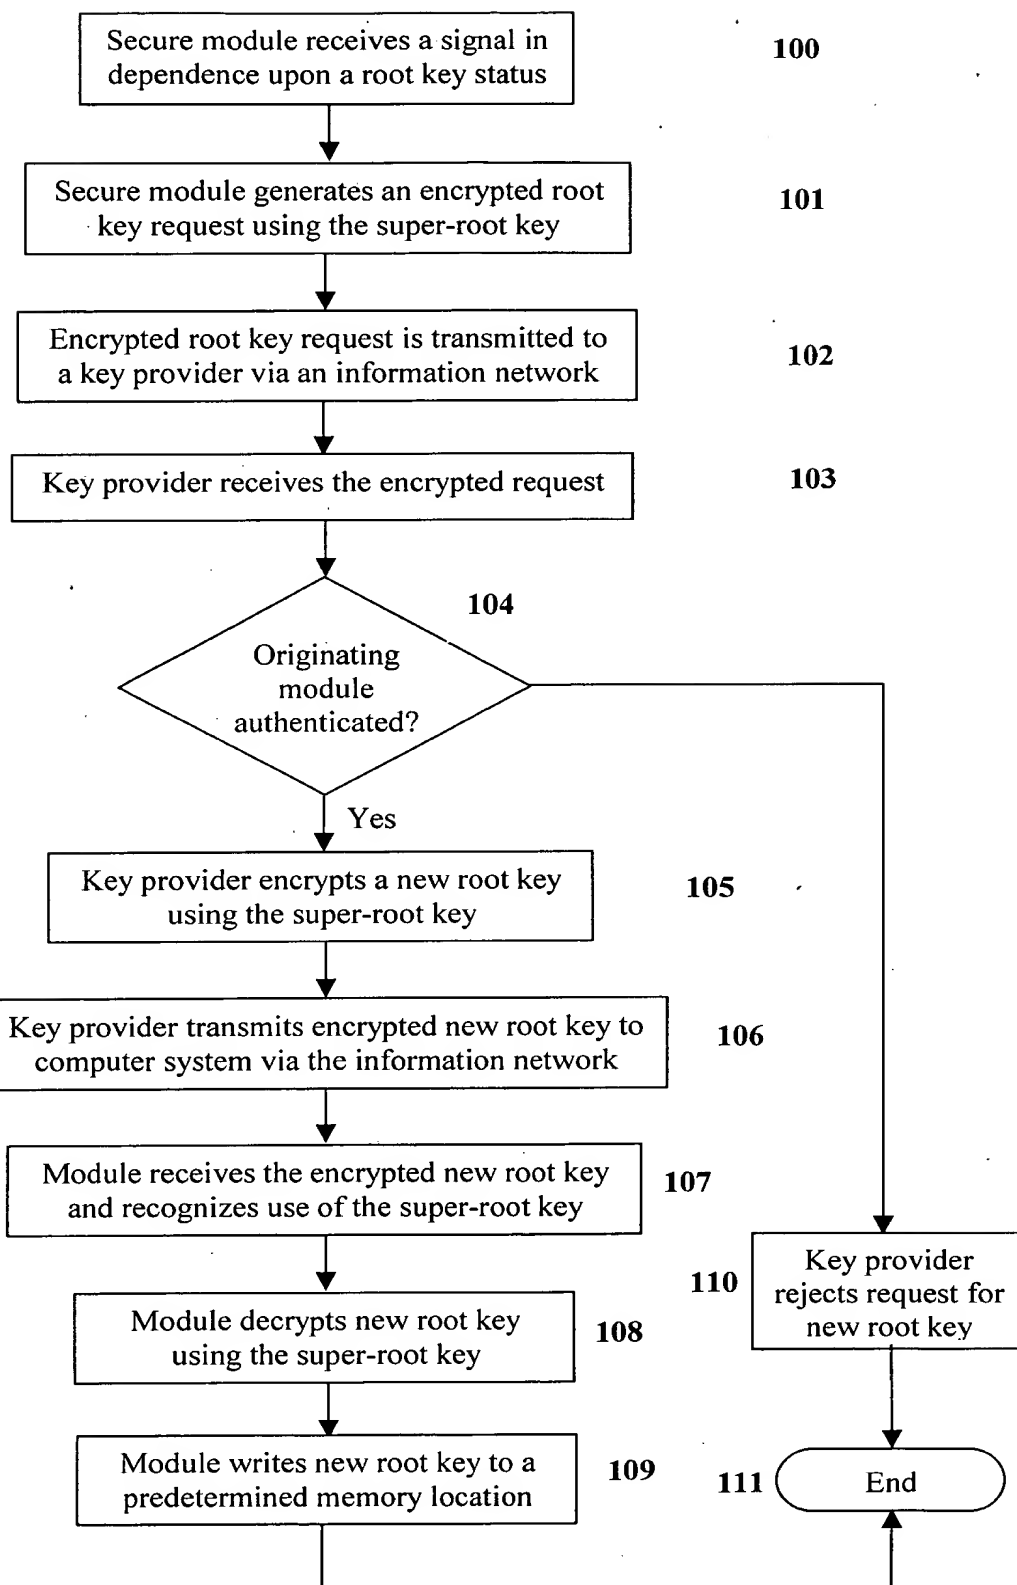 Secure module receives a signal in
dependence upon a root key status
100
Secure module generates an encrypted root
key request using the super-root key
101
Encrypted root key request is transmitted to
a key provider via an information network
102
Key provider receives the encrypted request
103
104
Originating
module
authenticated?
Yes
Key provider encrypts a new root key
using the super-root key
105
Key provider transmits encrypted new root key to
computer system via the information network
106
Module receives the encrypted new root key
and recognizes use of the super-root key
107
Module decrypts new root key
using the super-root key
108
Module writes new root key to a
predetermined memory location
109
110
Key provider
rejects request for
new root key
111
End